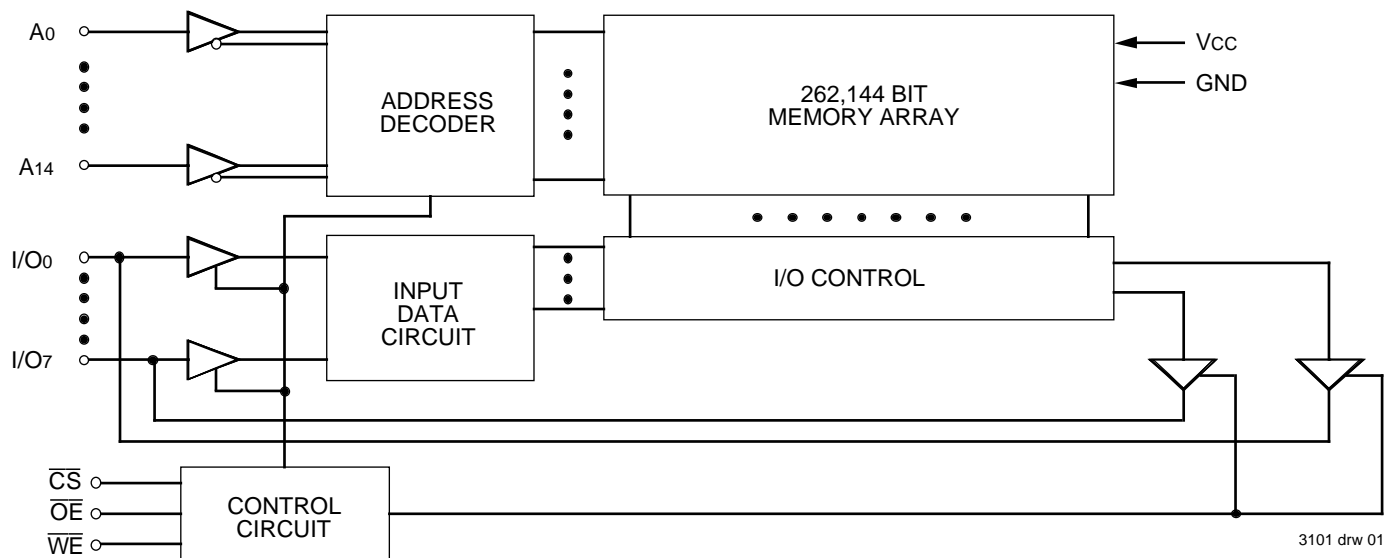 A0
A14
ADDRESS
DECODER
262,144 BIT
MEMORY ARRAY
VCC
GND
I/O0
I/O7
INPUT
DATA
CIRCUIT
I/O CONTROL
CS
OE
WE
CONTROL
CIRCUIT
3101 drw 01